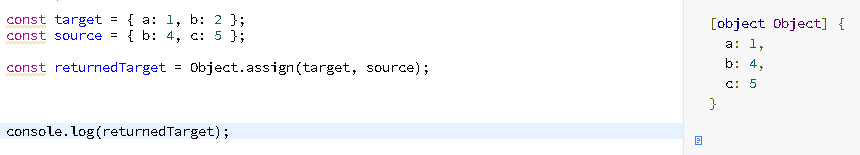 const target = { a: 1, b: 2 };
const source = { b: 4, c: 5 };
const returnedTarget = Object.assign(target, source);
console.log(returnedTarget);
[object Object] {
  a: 1,
  b: 4,
  c: 5
}